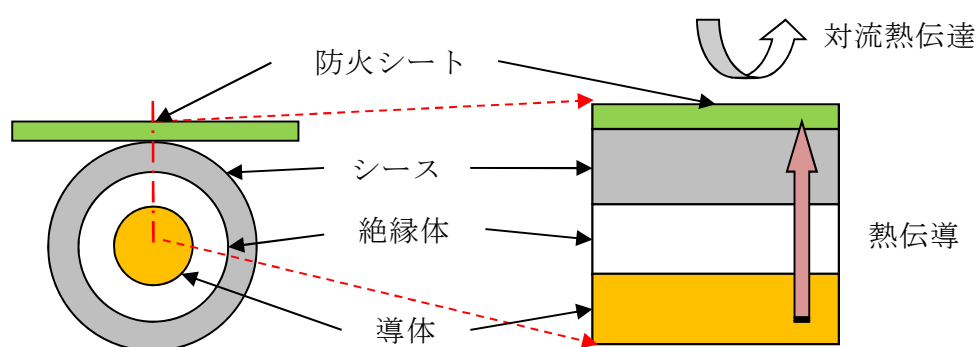 対流熱伝達
防火シート
シース
絶縁体
熱伝導
導体